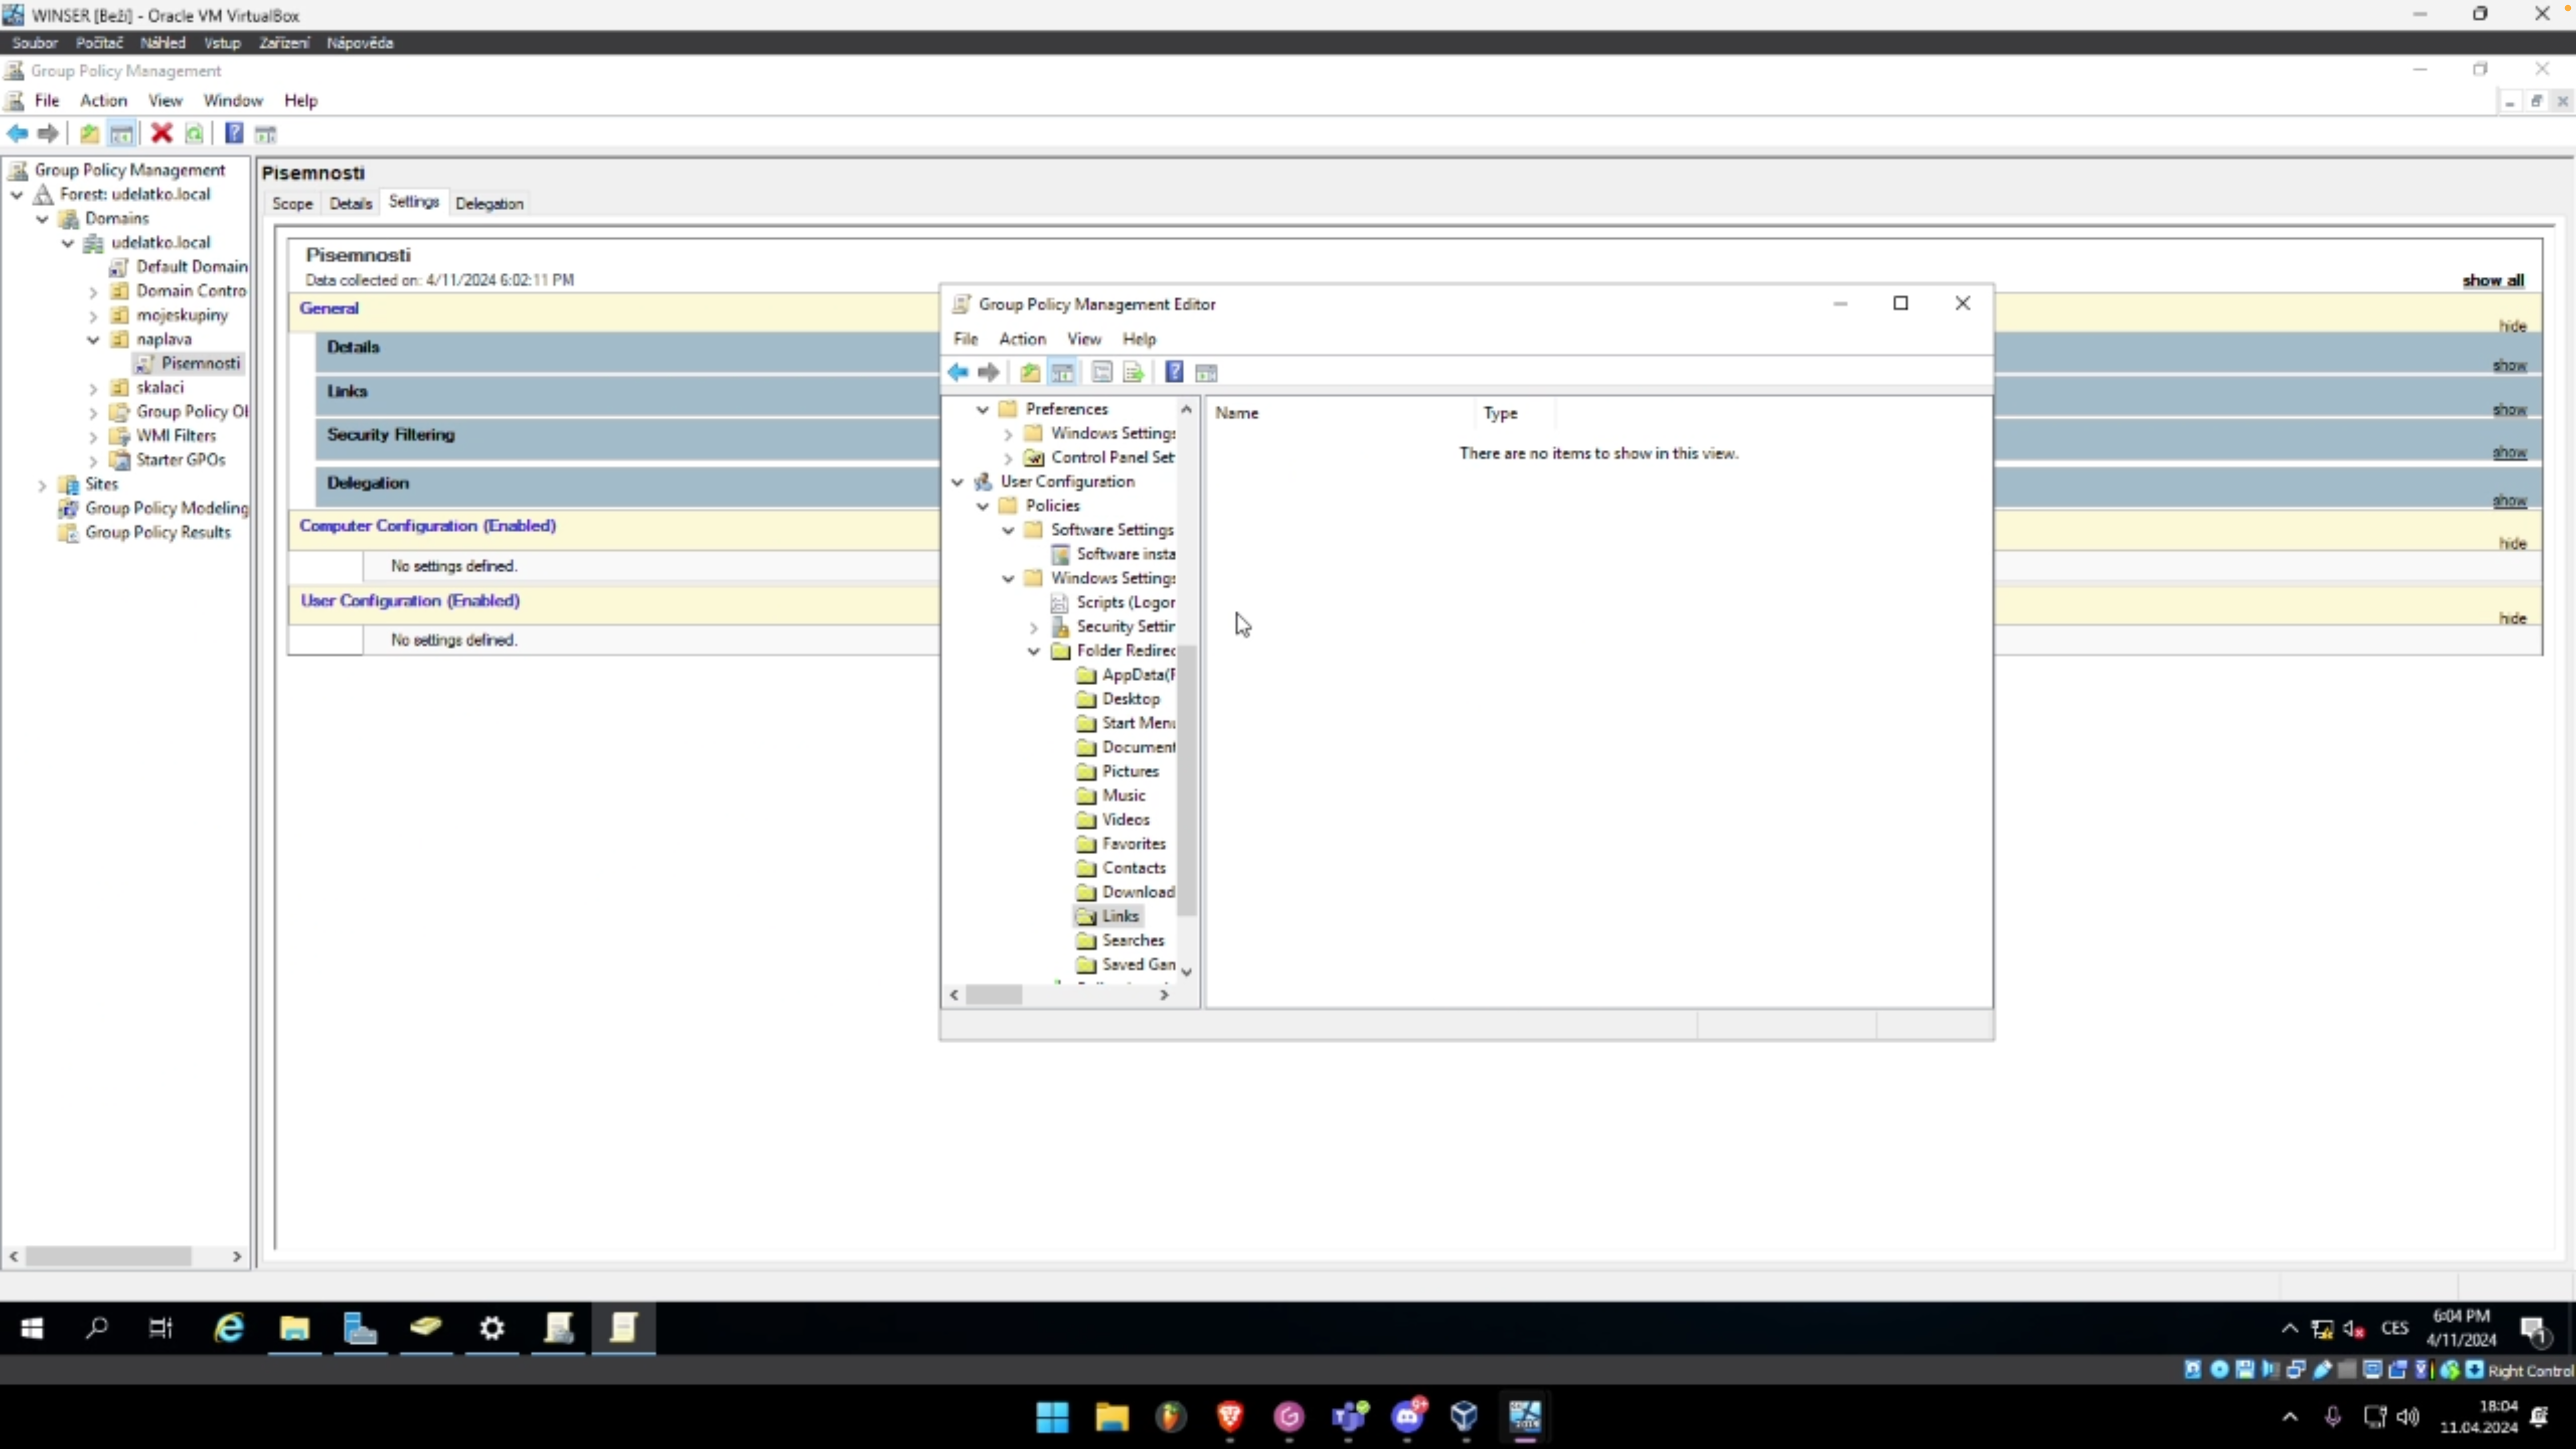 WINSER [Beží] - Oracle VM VirtualBox
Soubor Počítač Náhled Vstup Zařízení Nápověda
Group Policy Management
File Action View Window Help
Group Policy Management
Forest: udelatko.local
Domains
udelatko.local
Default Domain
Domain Contro
mojeskupiny
naplava
Pisemnosti
skalaci
Group Policy Ol
WMI Filters
Starter GPOs
Sites
Group Policy Modeling
Group Policy Results
Pisemnosti
Scope Details Settings Delegation
Pisemnosti
Data collected on: 4/11/2024 6:02:11 PM
show all
General
hide
Details
show
Links
show
Security Filtering
show
Delegation
show
Computer Configuration (Enabled)
hide
No settings defined.
User Configuration (Enabled)
hide
No settings defined.
Group Policy Management Editor
File Action View Help
Preferences
Windows Settings
Control Panel Set
User Configuration
Policies
Software Settings
Software insta
Windows Settings
Scripts (Logor
Security Settin
Folder Redirec
AppData(F
Desktop
Start Menu
Document
Pictures
Music
Videos
Favorites
Contacts
Download
Links
Searches
Saved Gan
Name Type
There are no items to show in this view.
CES
6:04 PM
4/11/2024
1
Right Control
9+
18:04
11.04.2024